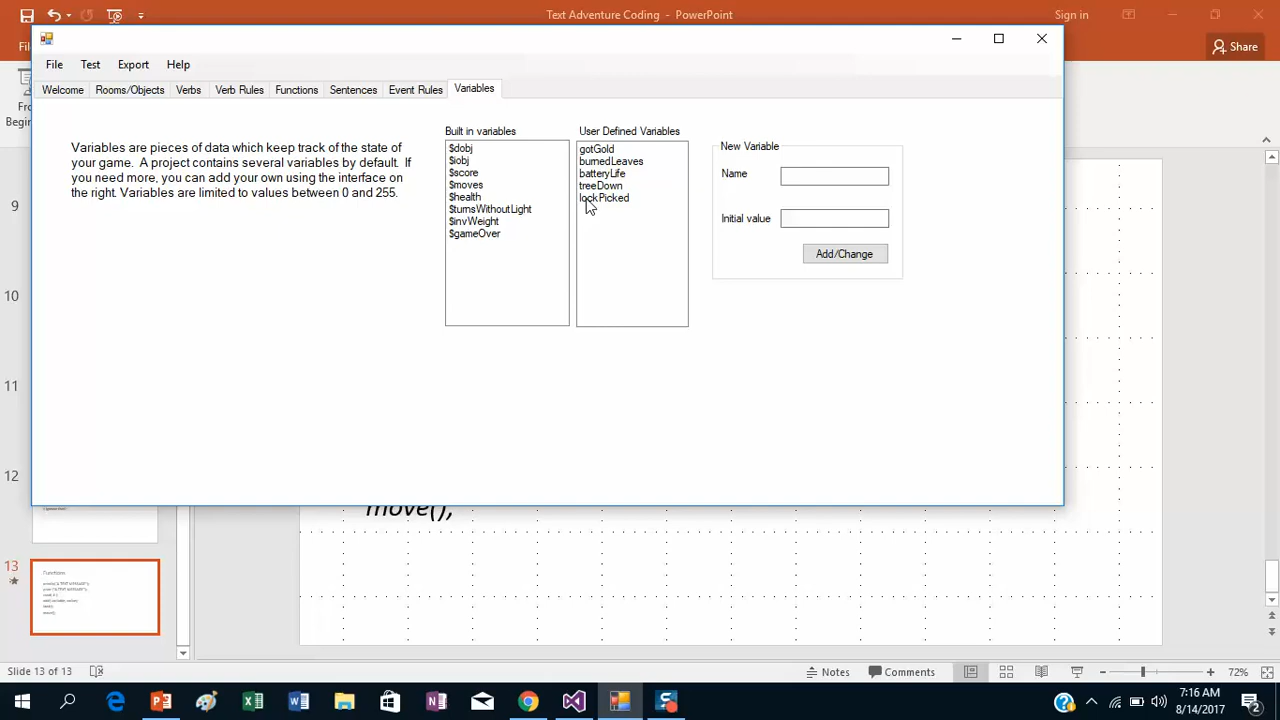 Text Adventure Coding - PowerPoint
Sign in
Share
File Test Export Help
Welcome Rooms/Objects Verbs Verb Rules Functions Sentences Event Rules Variables
Variables are pieces of data which keep track of the state of
your game. A project contains several variables by default. If
you need more, you can add your own using the interface on
the right. Variables are limited to values between 0 and 255.
Built in variables
$dobj
$iobj
$score
$moves
$health
$turnsWithoutLight
$invWeight
$gameOver
User Defined Variables
gotGold
burnedLeaves
batteryLife
treeDown
lockPicked
New Variable
Name
Initial value
Add/Change
9
10
11
12
13
move();
Functions
Slide 13 of 13
Notes
Comments
72%
7:16 AM
8/14/2017
2